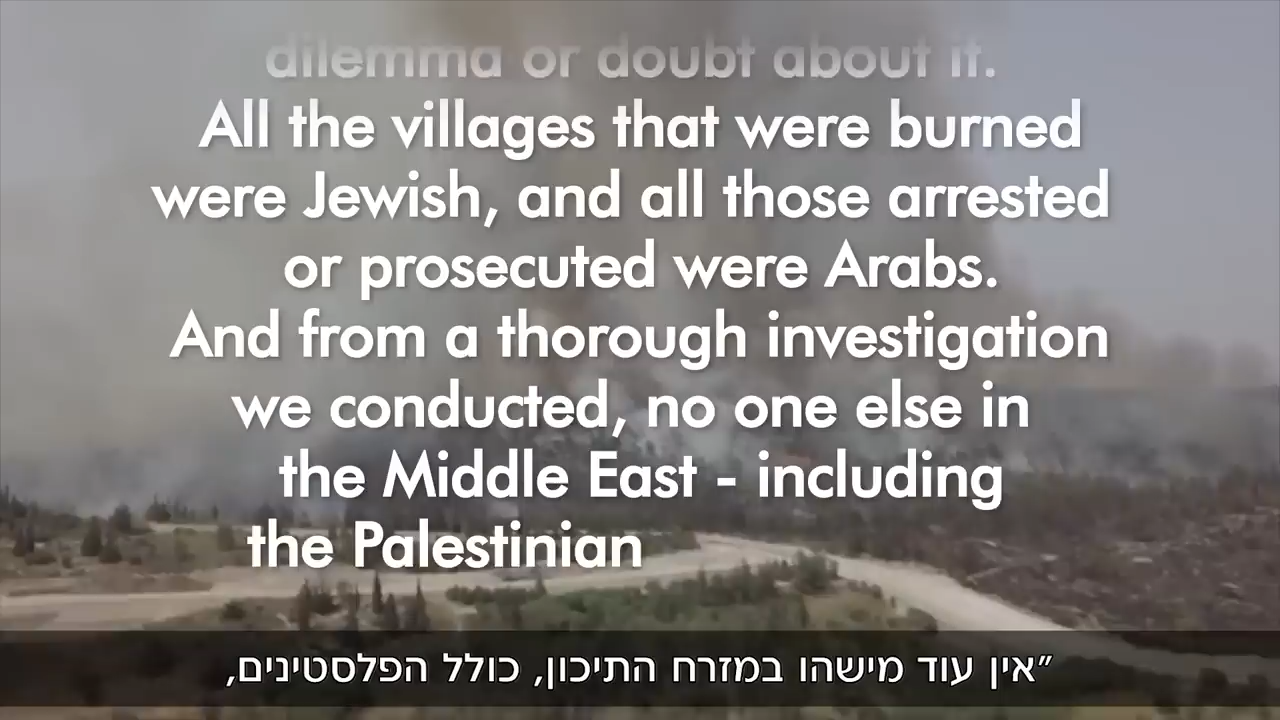 dilemma or doubt about it.
All the villages that were burned
were Jewish, and all those arrested
or prosecuted were Arabs.
And from a thorough investigation
we conducted, no one else in
the Middle East - including
the Palestinian
"אין עוד מישהו במזרח התיכון, כולל הפלסטינים,